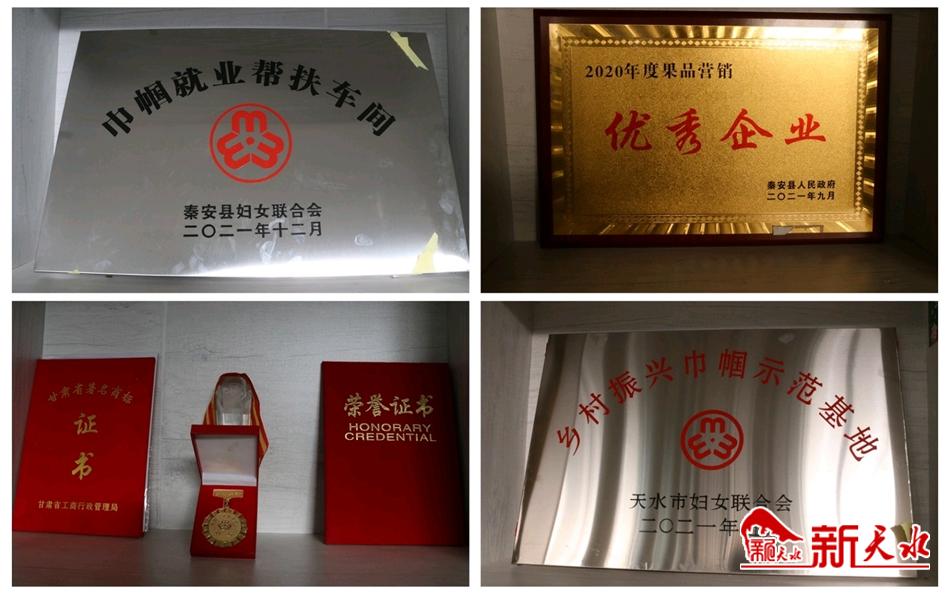 巾帼就业帮扶车间
秦安县妇女联合会
二〇二一年十二月
2020年度果品营销
优秀企业
秦安县人民政府
二〇二一年九月
甘肃省著名商标
证
书
甘肃省工商行政管理局
荣誉证书
HONORARY
CREDENTIAL
乡村振兴巾帼示范基地
天水市妇女联合会
二〇二一年
新天水